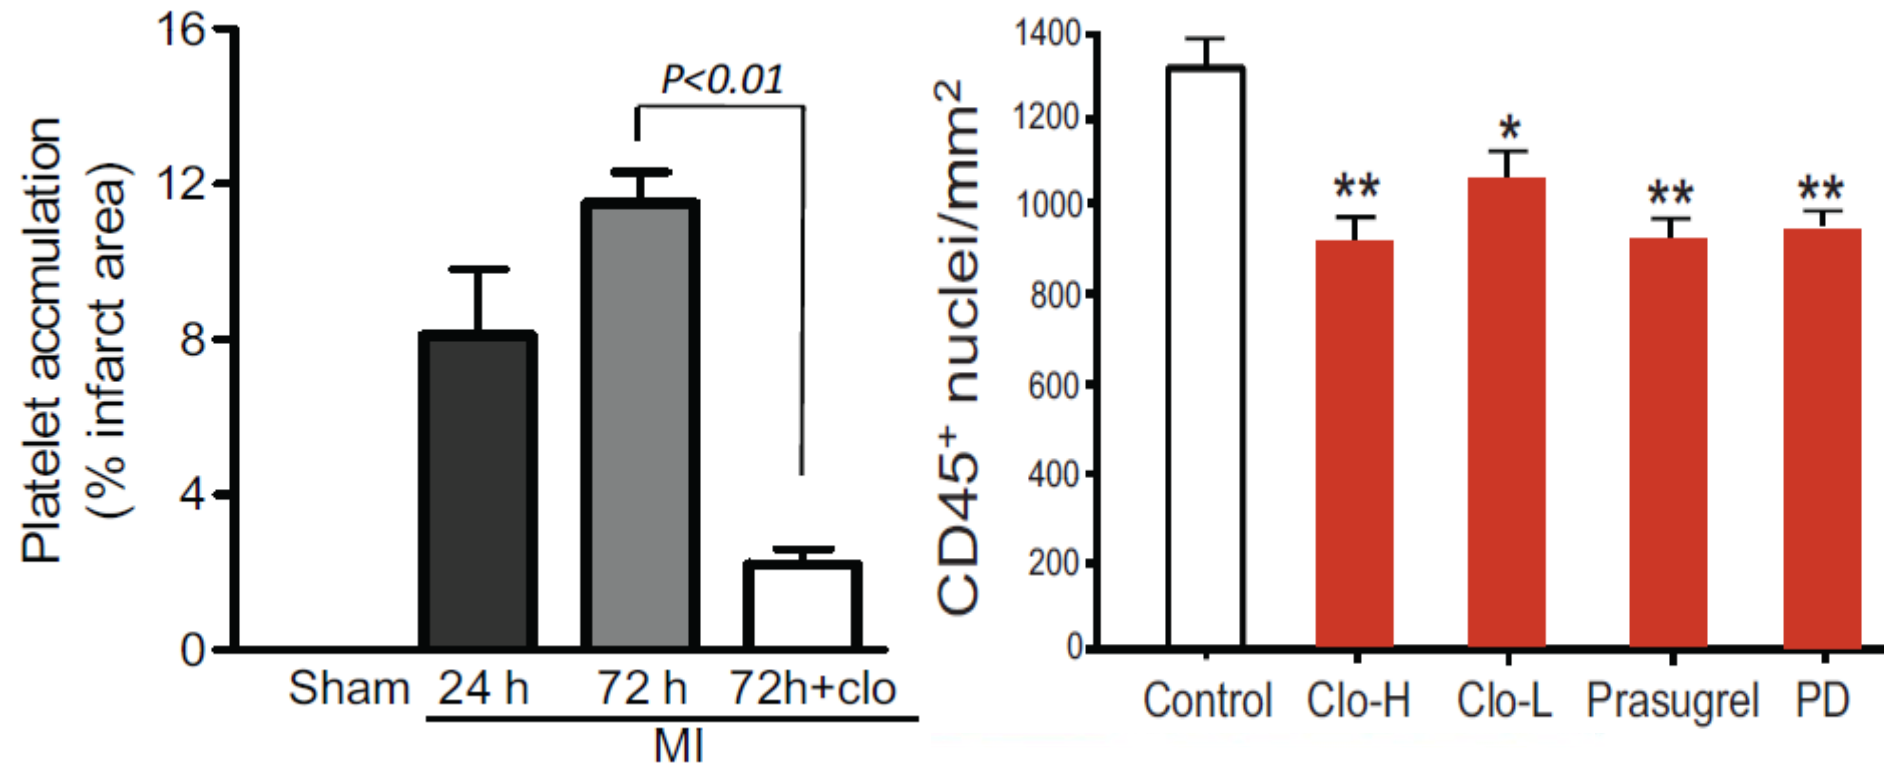 Platelet accmulation
(% infarct area)
16
12
8
4
0
P<0.01
Sham 24 h 72 h 72h+clo
MI
CD45⁺ nuclei/mm²
1400
1200
1000
800
600
400
200
0
**
*
**
**
Control Clo-H Clo-L Prasugrel PD